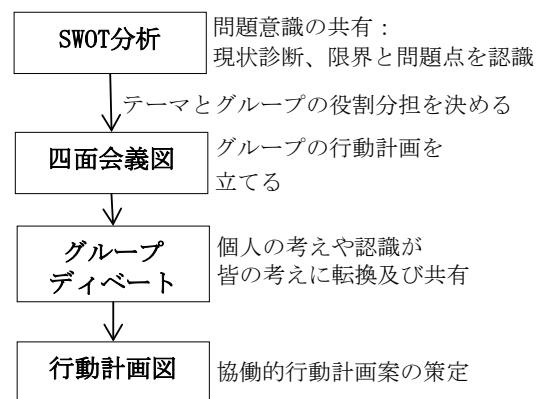 SWOT分析
問題意識の共有：
現状診断、限界と問題点を認識
テーマとグループの役割分担を決める
四面会議図
グループの行動計画を
立てる
グループ
ディベート
個人の考えや認識が
皆の考えに転換及び共有
行動計画図
協働的行動計画案の策定